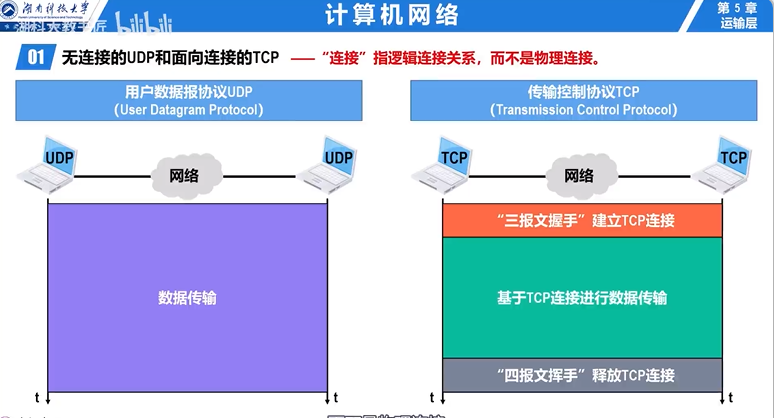 湖南科技大学
湖科大教书匠
bilibili
计算机网络
第 5 章
运输层
01
无连接的UDP和面向连接的TCP ——“连接”指逻辑连接关系，而不是物理连接。
用户数据报协议UDP
（User Datagram Protocol）
传输控制协议TCP
（Transmission Control Protocol）
UDP
网络
UDP
TCP
网络
TCP
数据传输
“三报文握手”建立TCP连接
基于TCP连接进行数据传输
“四报文挥手”释放TCP连接
t
t
t
t